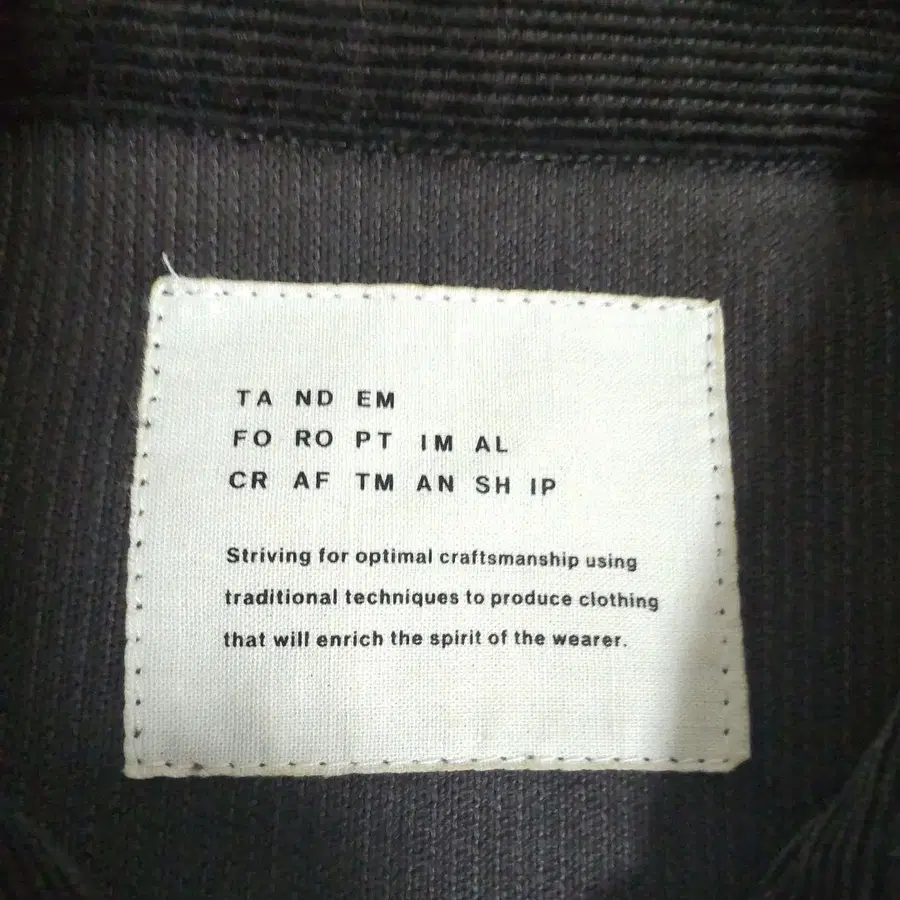 TA ND EM
FO RO PT IM AL
CR AF TM AN SH IP
Striving for optimal craftsmanship using
traditional techniques to produce clothing
that will enrich the spirit of the wearer.